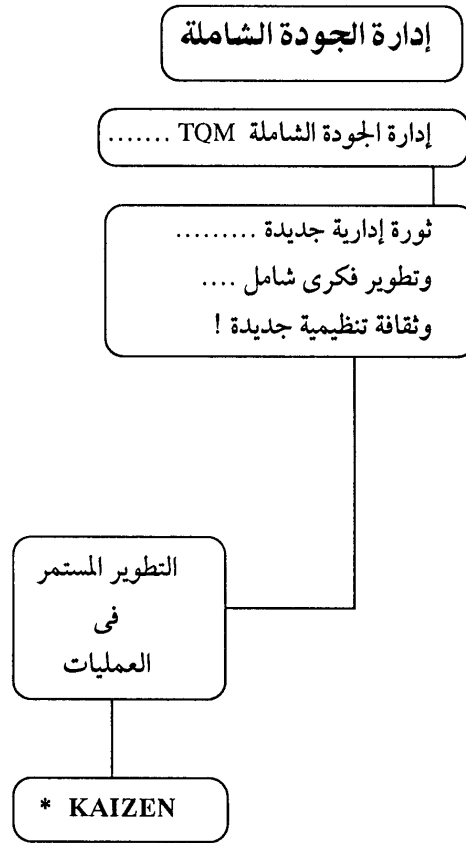 إدارة الجودة الشاملة
إدارة الجودة الشاملة TQM .......
ثورة إدارية جديدة .........
وتطوير فكرى شامل ....
وثقافة تنظيمية جديدة !
التطوير المستمر
فى
العمليات
* KAIZEN